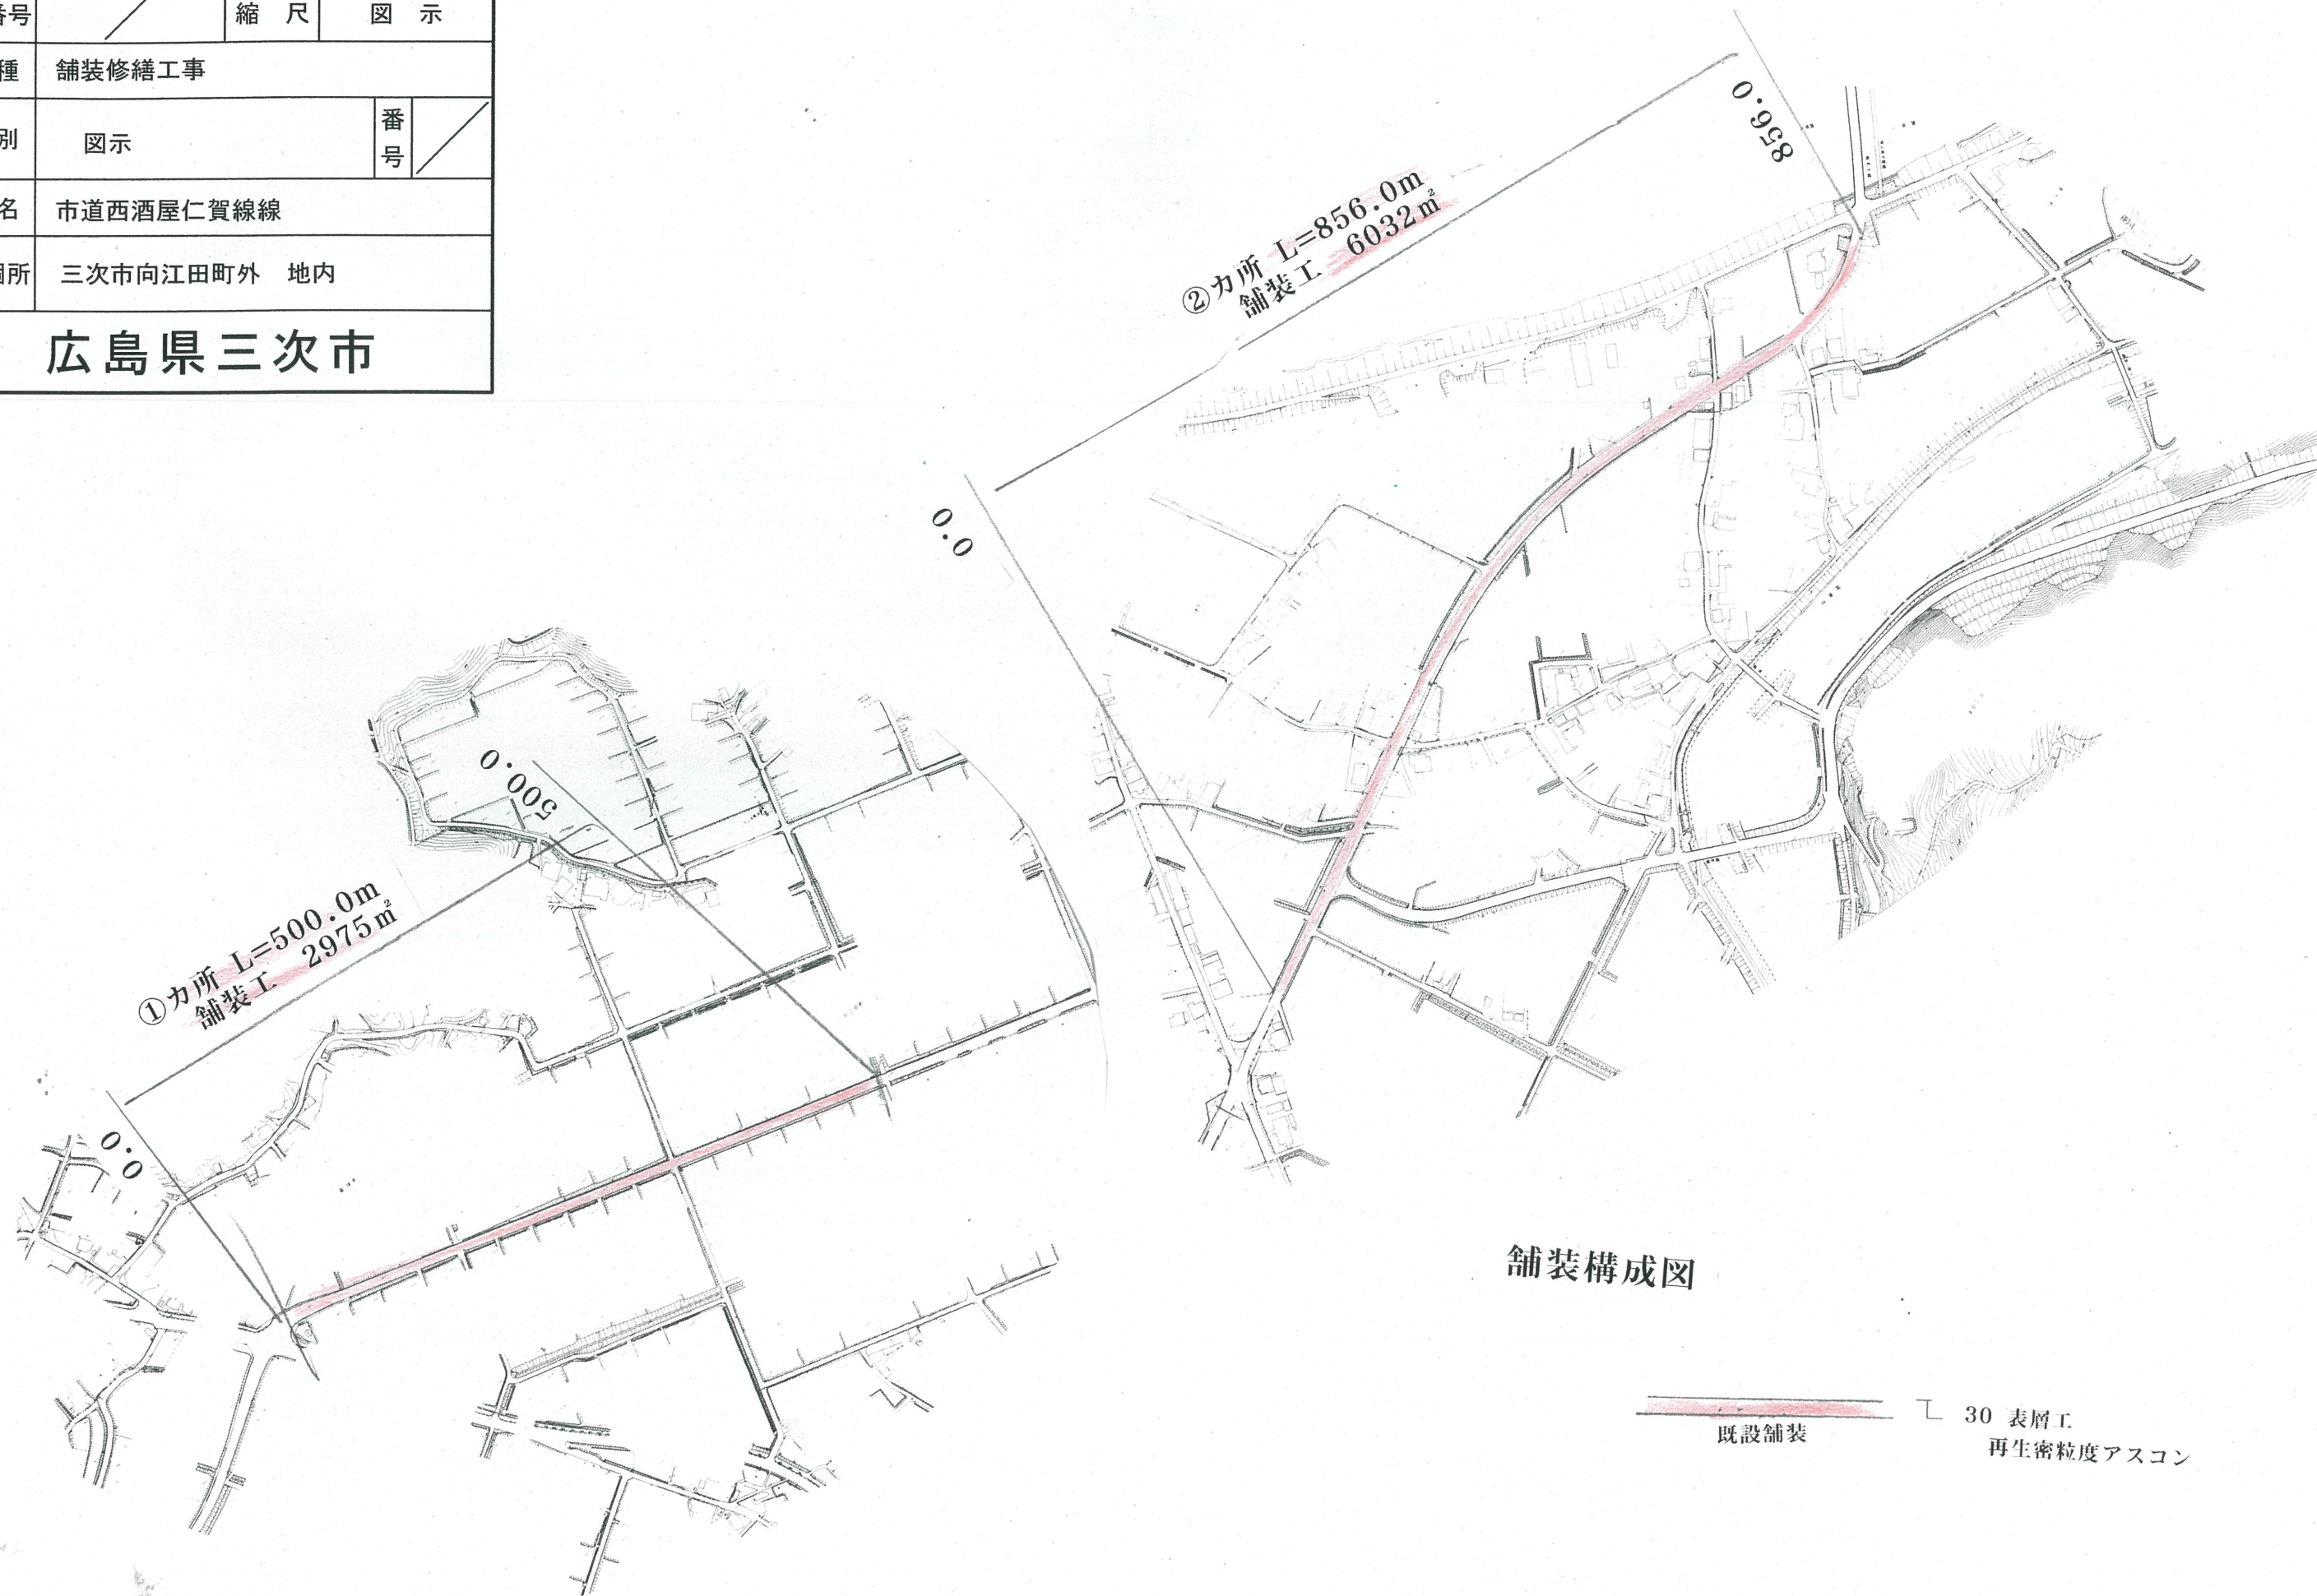 番号
縮 尺
図 示
種
舗装修繕工事
別
図示
番号
名
市道西酒屋仁賀線線
箇所
三次市向江田町外 地内
広島県三次市
856.0
②カ所 L=856.0m
舗装工 6032㎡
0.0
500.0
①カ所 L=500.0m
舗装工 2975㎡
0.0
舗装構成図
30 表層工
再生密粒度アスコン
既設舗装